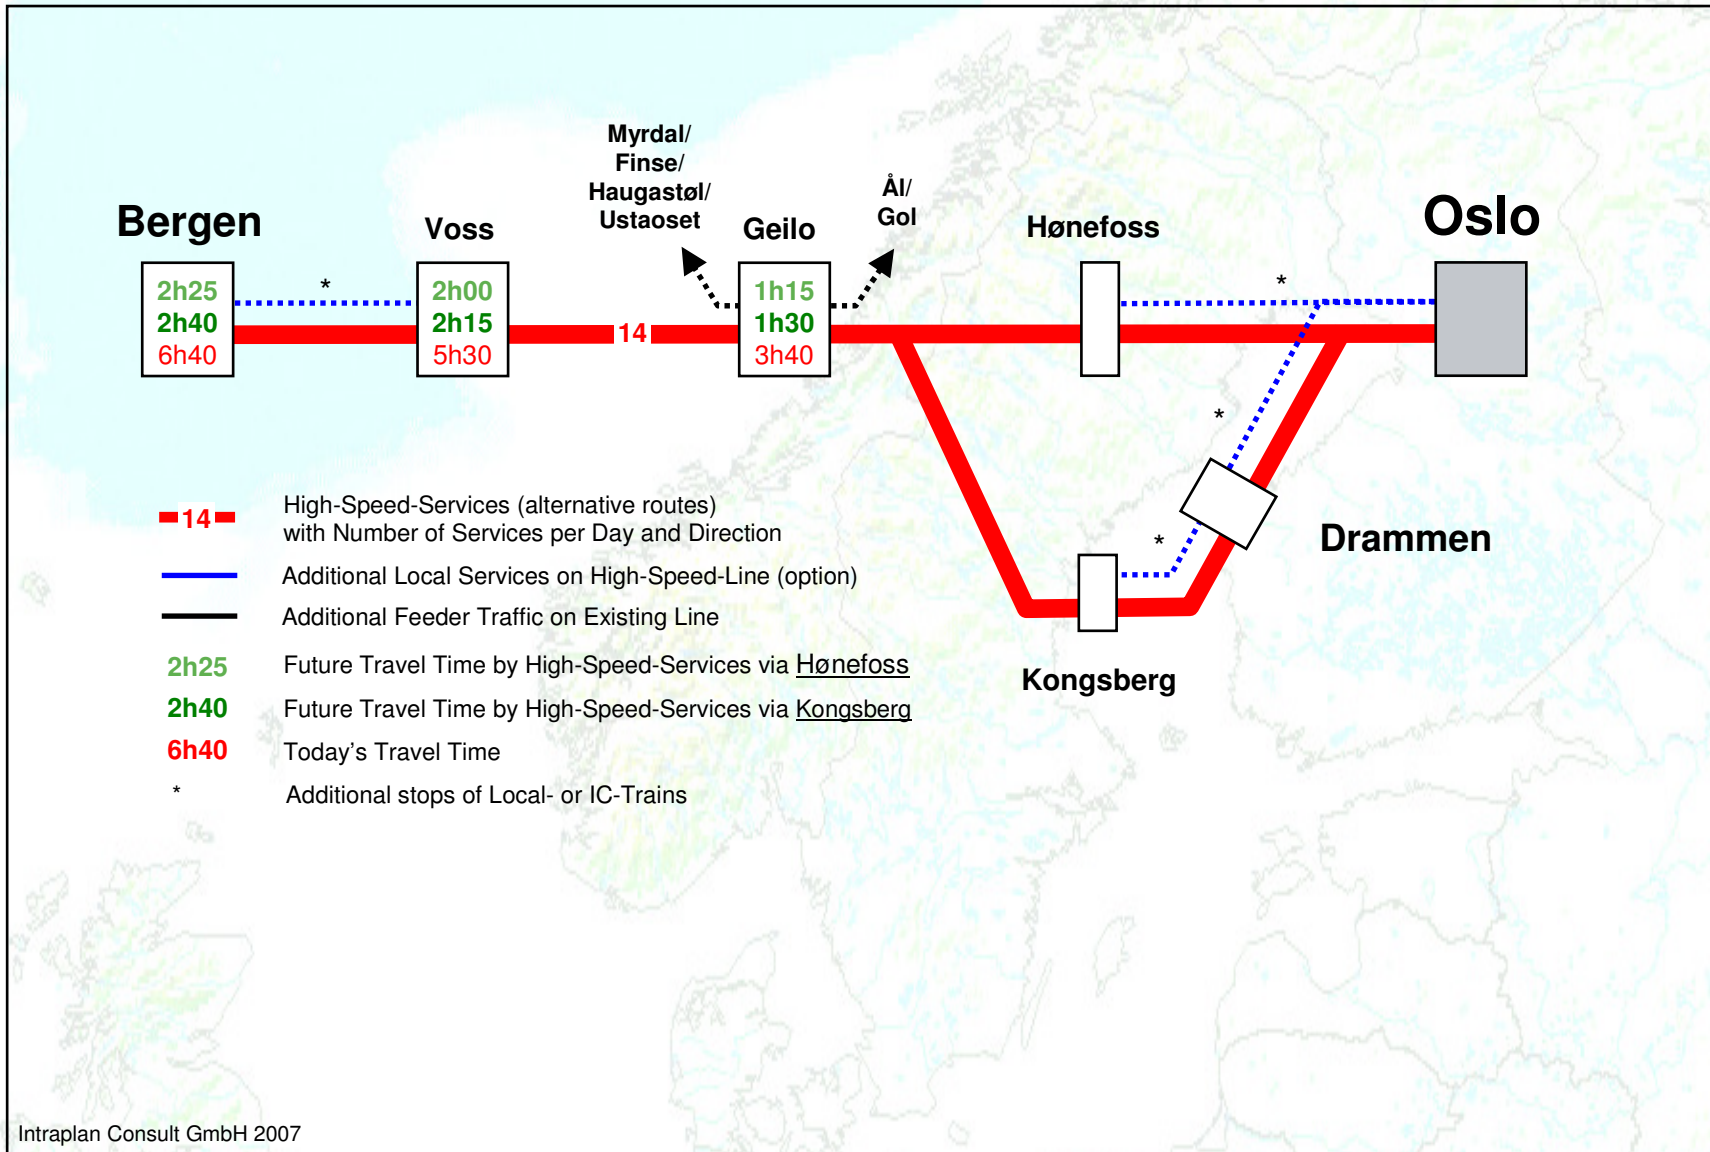 Myrdal/
Finse/
Haugastøl/
Ustaoset
Ål/
Gol
Bergen
Voss
Geilo
Hønefoss
Oslo
2h25
2h40
6h40
*
2h00
2h15
5h30
14
1h15
1h30
3h40
*
*
*
Drammen
Kongsberg
14
High-Speed-Services (alternative routes)
with Number of Services per Day and Direction
Additional Local Services on High-Speed-Line (option)
Additional Feeder Traffic on Existing Line
2h25 Future Travel Time by High-Speed-Services via Hønefoss
2h40 Future Travel Time by High-Speed-Services via Kongsberg
6h40 Today's Travel Time
* Additional stops of Local- or IC-Trains
Intraplan Consult GmbH 2007